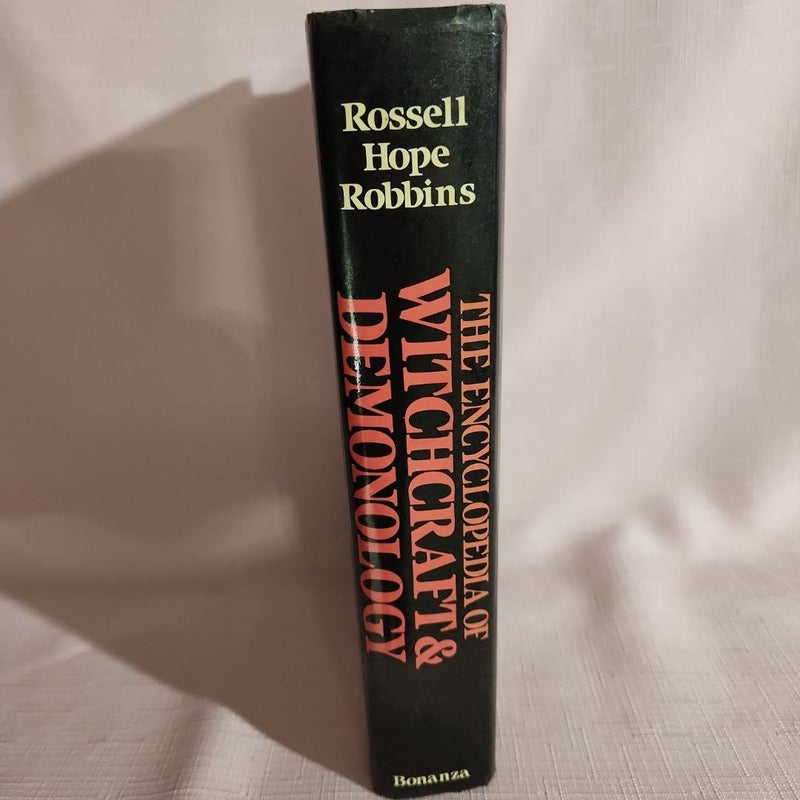 Rossell
Hope
Robbins
THE ENCYCLOPEDIA OF
WITCHCRAFT &
DEMONOLOGY
Bonanza